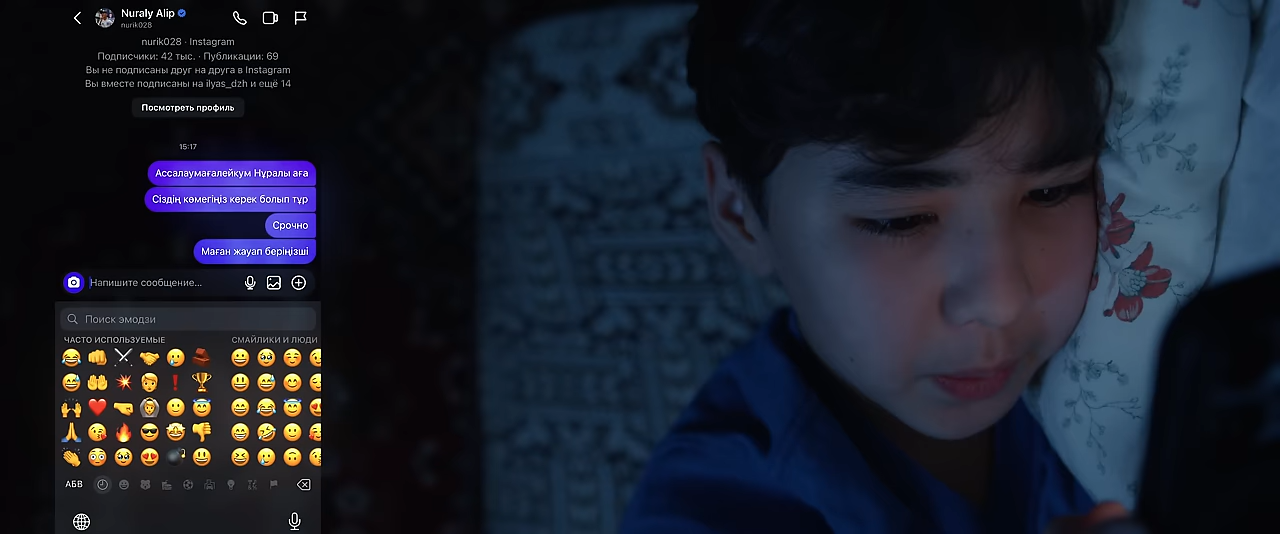 Nuraly Alip
nurik028
nurik028 · Instagram
Подписчики: 42 тыс. · Публикации: 69
Вы не подписаны друг на друга в Instagram
Вы вместе подписаны на ilyas_dzh и ещё 14
Посмотреть профиль
15:17
Ассалаумағалейкум Нұралы аға
Сіздің көмегіңіз керек болып тұр
Срочно
Маған жауап беріңізші
Напишите сообщение...
Поиск эмодзи
ЧАСТО ИСПОЛЬЗУЕМЫЕ СМАЙЛИКИ И ЛЮДИ
АБВ